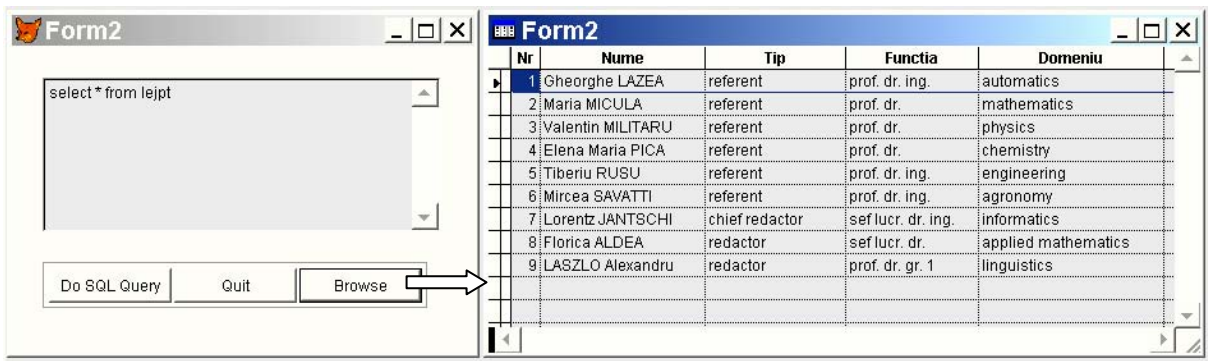 Form2
select * from lejpt
Do SQL Query Quit Browse
Form2
Nr Nume Tip Functia Domeniu
1 Gheorghe LAZEA referent prof. dr. ing. automatics
2 Maria MICULA referent prof. dr. mathematics
3 Valentin MILITARU referent prof. dr. physics
4 Elena Maria PICA referent prof. dr. chemistry
5 Tiberiu RUSU referent prof. dr. ing. engineering
6 Mircea SAVATTI referent prof. dr. ing. agronomy
7 Lorentz JANTSCHI chief redactor sef lucr. dr. ing. informatics
8 Florica ALDEA redactor sef lucr. dr. applied mathematics
9 LASZLO Alexandru redactor prof. dr. gr. 1 linguistics